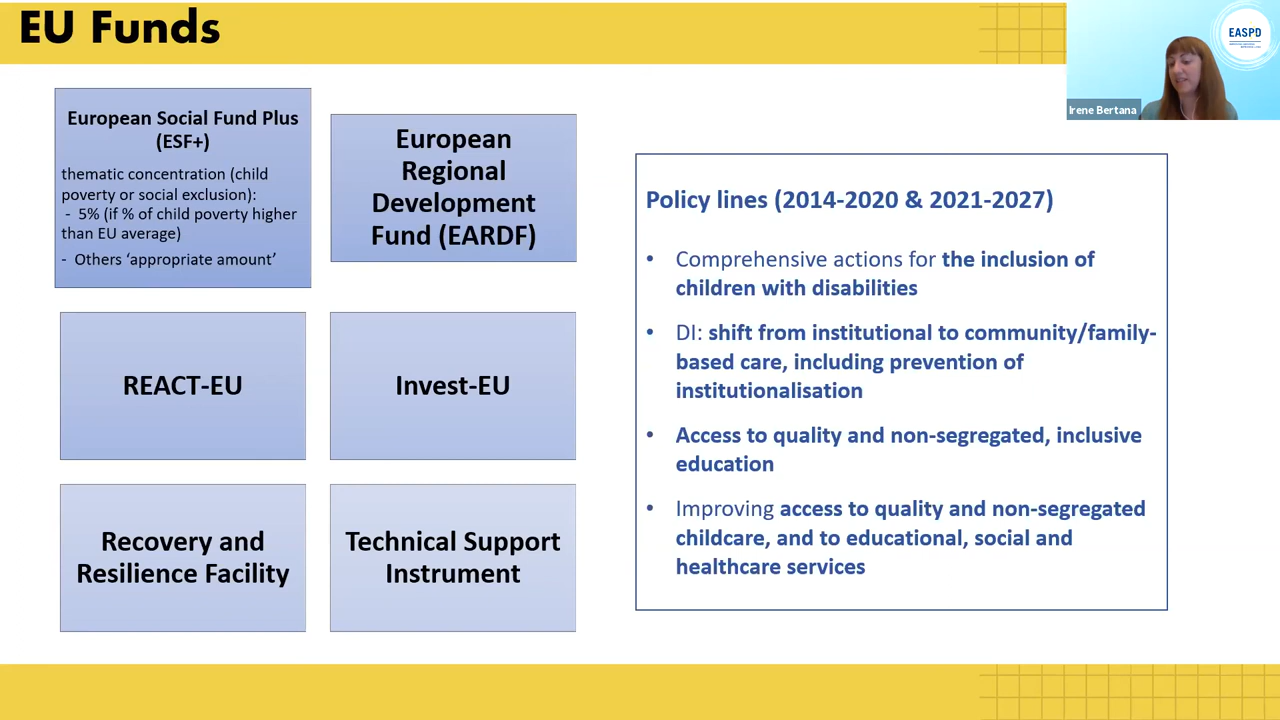 EU Funds
EASPD
Irene Bertana
European Social Fund Plus
(ESF+)
thematic concentration (child
poverty or social exclusion):
- 5% (if % of child poverty higher
than EU average)
- Others ‘appropriate amount’
European
Regional
Development
Fund (EARDF)
REACT-EU
Invest-EU
Recovery and
Resilience Facility
Technical Support
Instrument
Policy lines (2014-2020 & 2021-2027)
• Comprehensive actions for the inclusion of
children with disabilities
• DI: shift from institutional to community/family-
based care, including prevention of
institutionalisation
• Access to quality and non-segregated, inclusive
education
• Improving access to quality and non-segregated
childcare, and to educational, social and
healthcare services